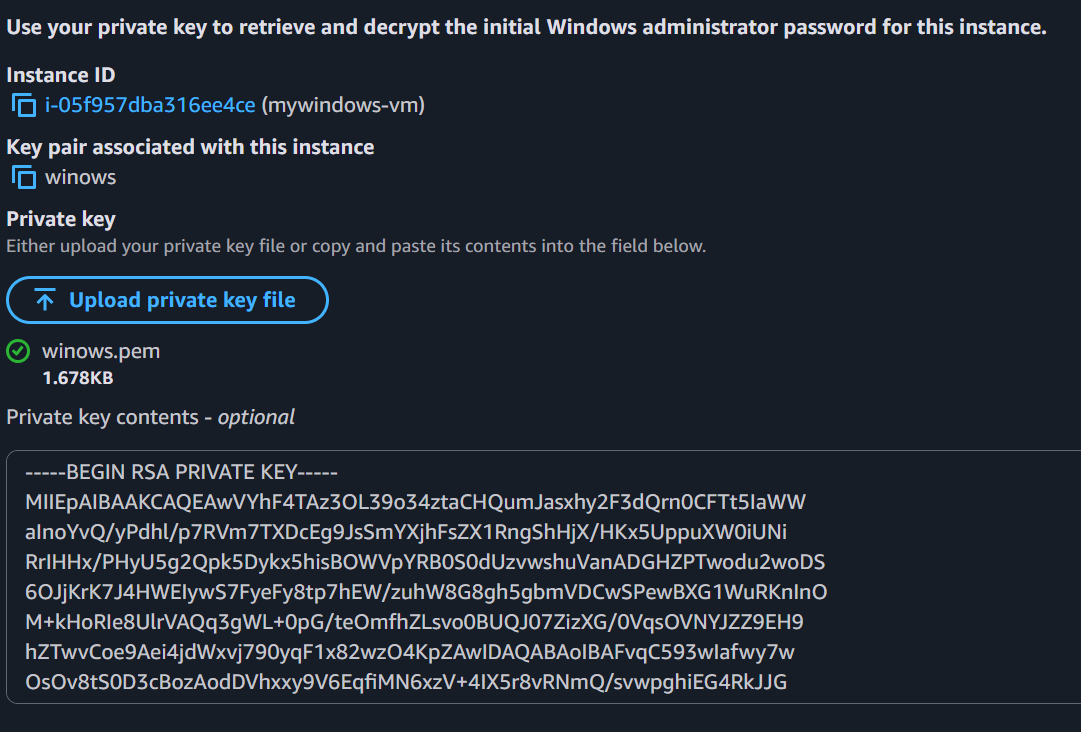 Use your private key to retrieve and decrypt the initial Windows administrator password for this instance.
Instance ID
i-05f957dba316ee4ce (mywindows-vm)
Key pair associated with this instance
winows
Private key
Either upload your private key file or copy and paste its contents into the field below.
Upload private key file
winows.pem
1.678KB
Private key contents - optional
-----BEGIN RSA PRIVATE KEY-----
MIIEpAIBAAKCAQEAwVYhF4TAz3OL39o34ztaCHQumJasxhy2F3dQrn0CFTt5IaWW
aInoYvQ/yPdhl/p7RVm7TXDcEg9JsSmYXjhFsZX1RngShHjX/HKx5UppuXW0iUNi
RrIHHx/PHyU5g2Qpk5Dykx5hisBOWVpYRB0S0dUzvwshuVanADGHZPTwodu2woDS
6OJjKrK7J4HWEIywS7FyeFy8tp7hEW/zuhW8G8gh5gbmVDCwSPewBXG1WuRKnInO
M+kHoRIe8UlrVAQq3gWL+0pG/teOmfhZLsvo0BUQJ07ZizXG/0VqsOVNYJZZ9EH9
hZTwvCoe9Aei4jdWxvj790yqF1x82wzO4KpZAwIDAQABAoIBAFvqC593wIafwy7w
OsOv8tS0D3cBozAodDVhxxy9V6EqfiMN6xzV+4IX5r8vRNmQ/svwpghiEG4RkJJG